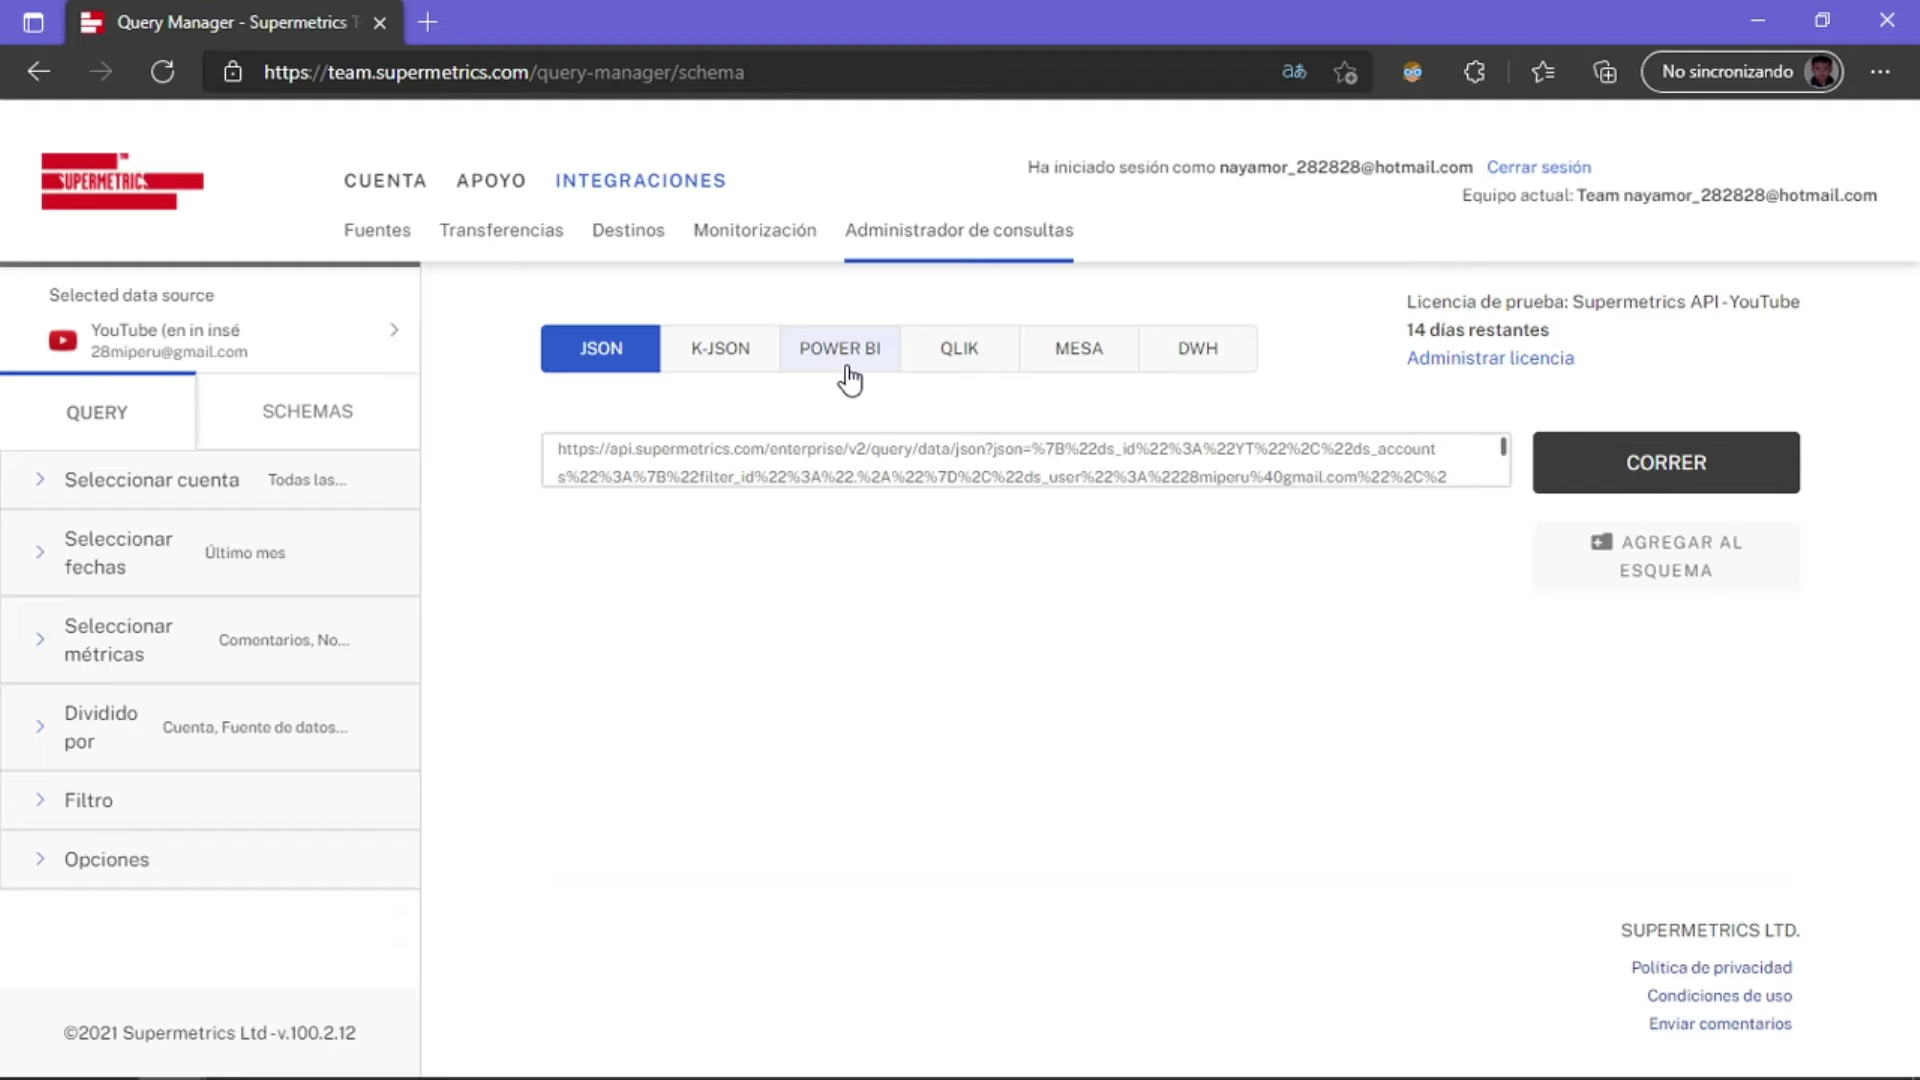 Query Manager - Supermetrics T
https://team.supermetrics.com/query-manager/schema
No sincronizando
SUPERMETRICS
CUENTA APOYO INTEGRACIONES
Ha iniciado sesión como nayamor_282828@hotmail.com Cerrar sesión
Equipo actual: Team nayamor_282828@hotmail.com
Fuentes Transferencias Destinos Monitorización Administrador de consultas
Selected data source
YouTube (en in insé
28miperu@gmail.com
QUERY SCHEMAS
Seleccionar cuenta Todas las...
Seleccionar fechas Último mes
Seleccionar métricas Comentarios, No...
Dividido por Cuenta, Fuente de datos...
Filtro
Opciones
©2021 Supermetrics Ltd - v.100.2.12
JSON K-JSON POWER BI QLIK MESA DWH
Licencia de prueba: Supermetrics API - YouTube
14 días restantes
Administrar licencia
https://api.supermetrics.com/enterprise/v2/query/data/json?json=%7B%22ds_id%22%3A%22YT%22%2C%22ds_account
s%22%3A%7B%22filter_id%22%3A%22.%2A%22%7D%2C%22ds_user%22%3A%2228miperu%40gmail.com%22%2C%2
CORRER
AGREGAR AL
ESQUEMA
SUPERMETRICS LTD.
Política de privacidad
Condiciones de uso
Enviar comentarios